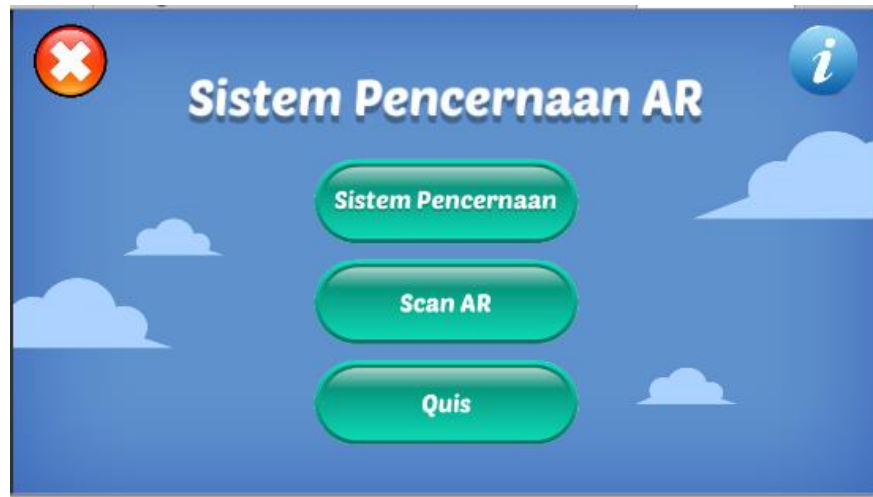 i
Sistem Pencernaan AR
Sistem Pencernaan
Scan AR
Quis